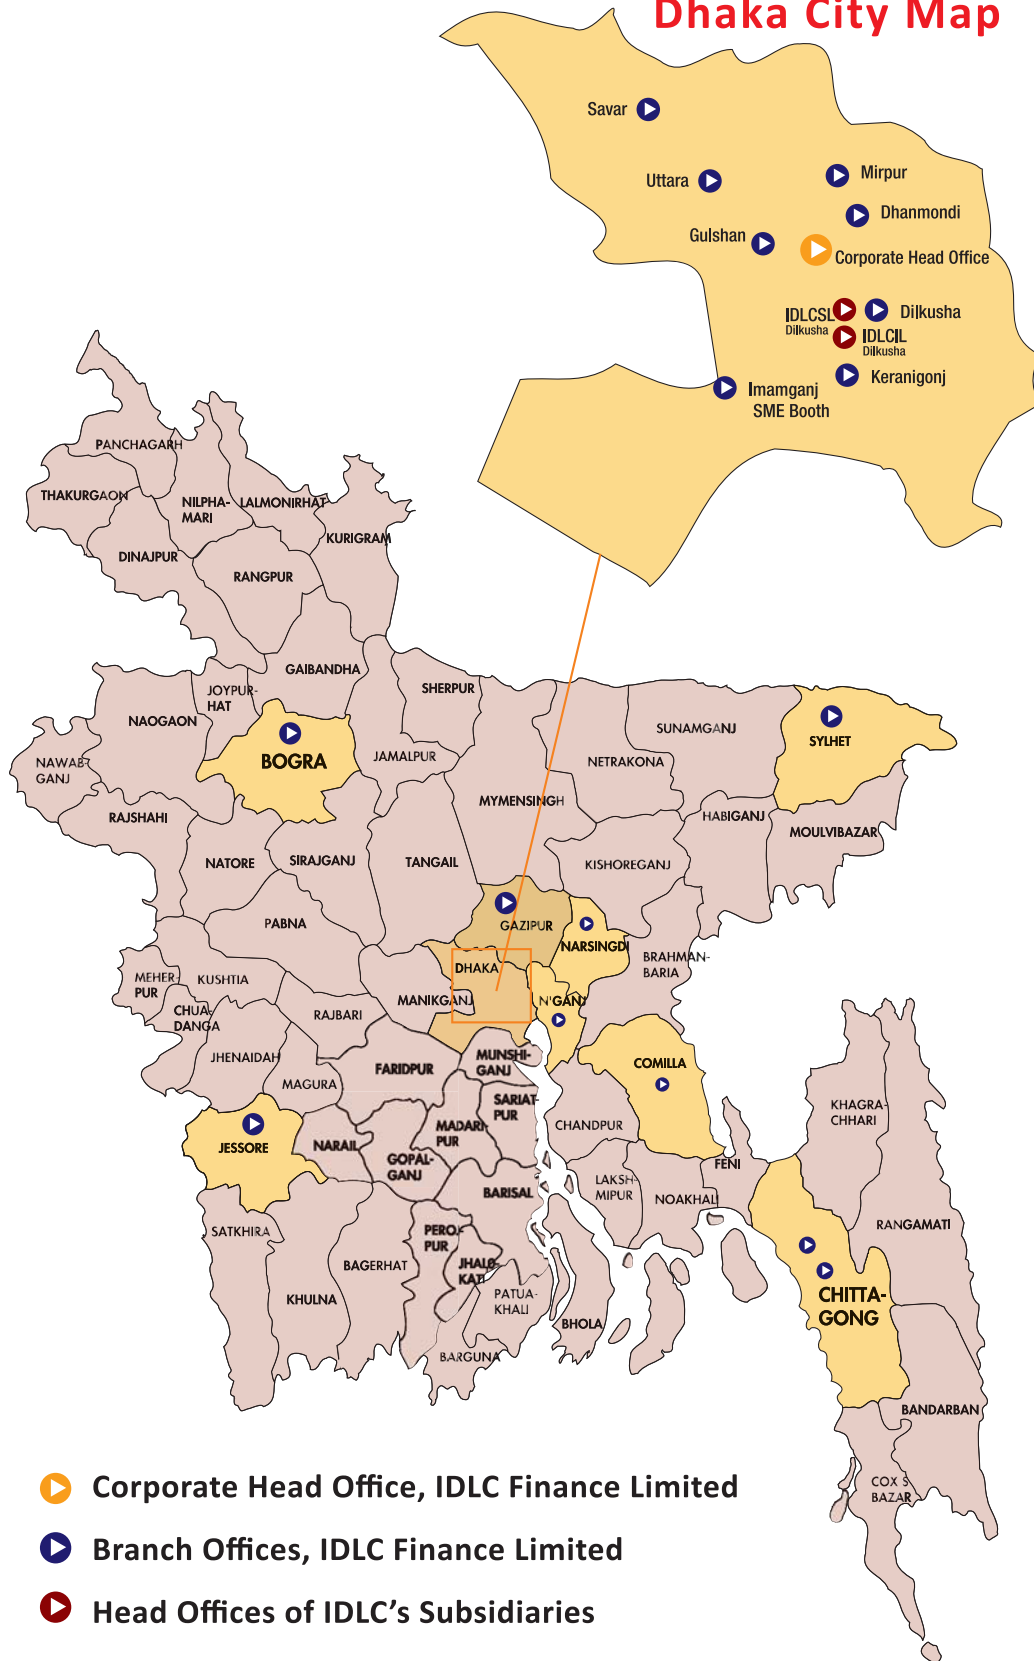 Dhaka City Map
Savar
Uttara
Mirpur
Dhanmondi
Gulshan
Corporate Head Office
IDLCSL
Dilkusha
Dilkusha
IDLCIL
Dilkusha
Keranigonj
Imamganj
SME Booth
PANCHAGARH
THAKURGAON
NILPHA-
MARI
LALMONIRHAT
KURIGRAM
DINAJPUR
RANGPUR
GAIBANDHA
JOYPUR-
HAT
SHERPUR
NAOGAON
SUNAMGANJ
SYLHET
NAWAB-
GANJ
BOGRA
JAMALPUR
NETRAKONA
MYMENSINGH
RAJSHAHI
HABIGANJ
MOULVIBAZAR
NATORE
SIRAJGANJ
TANGAIL
KISHOREGANJ
PABNA
GAZIPUR
NARSINGDI
BRAHMAN-
BARIA
DHAKA
MEHER-
PUR
KUSHTIA
MANIKGANJ
N'GANJ
CHUA-
DANGA
RAJBARI
JHENAIDAH
FARIDPUR
MUNSHI-
GANJ
COMILLA
MAGURA
SARIAT-
PUR
KHAGRA-
CHHARI
MADARI-
PUR
CHANDPUR
JESSORE
NARAIL
GOPAL-
GANJ
FENI
BARISAL
LAKSH-
MIPUR
NOAKHALI
SATKHIRA
PEROJ-
PUR
RANGAMATI
BAGERHAT
JHALO-
KATI
KHULNA
PATUA-
KHALI
BHOLA
CHITTA-
GONG
BARGUNA
BANDARBAN
COX'S
BAZAR
Corporate Head Office, IDLC Finance Limited
Branch Offices, IDLC Finance Limited
Head Offices of IDLC's Subsidiaries